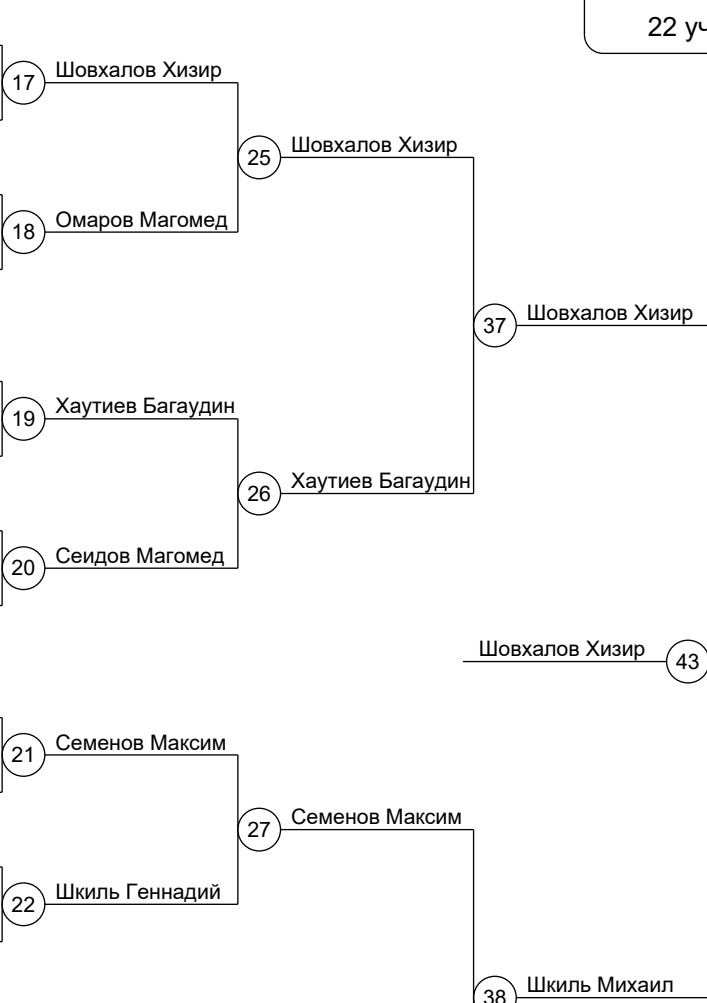 22 уч
17 Шовхалов Хизир
25 Шовхалов Хизир
18 Омаров Магомед
37 Шовхалов Хизир
19 Хаутиев Багаудин
26 Хаутиев Багаудин
20 Сеидов Магомед
Шовхалов Хизир 43
21 Семенов Максим
27 Семенов Максим
22 Шкиль Геннадий
38 Шкиль Михаил